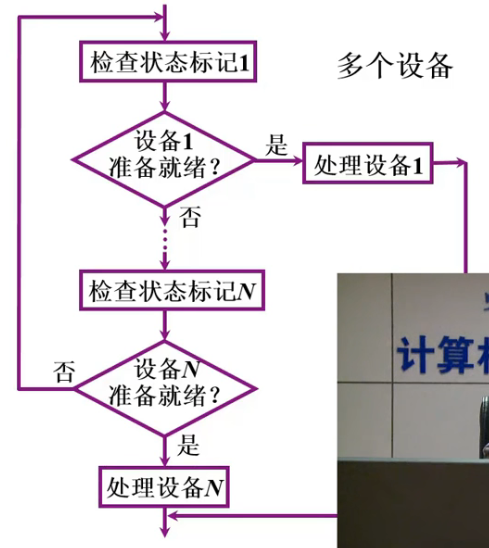 检查状态标记1
多个设备
设备1
准备就绪？
是
处理设备1
否
检查状态标记N
计算
否
设备N
准备就绪？
是
处理设备N